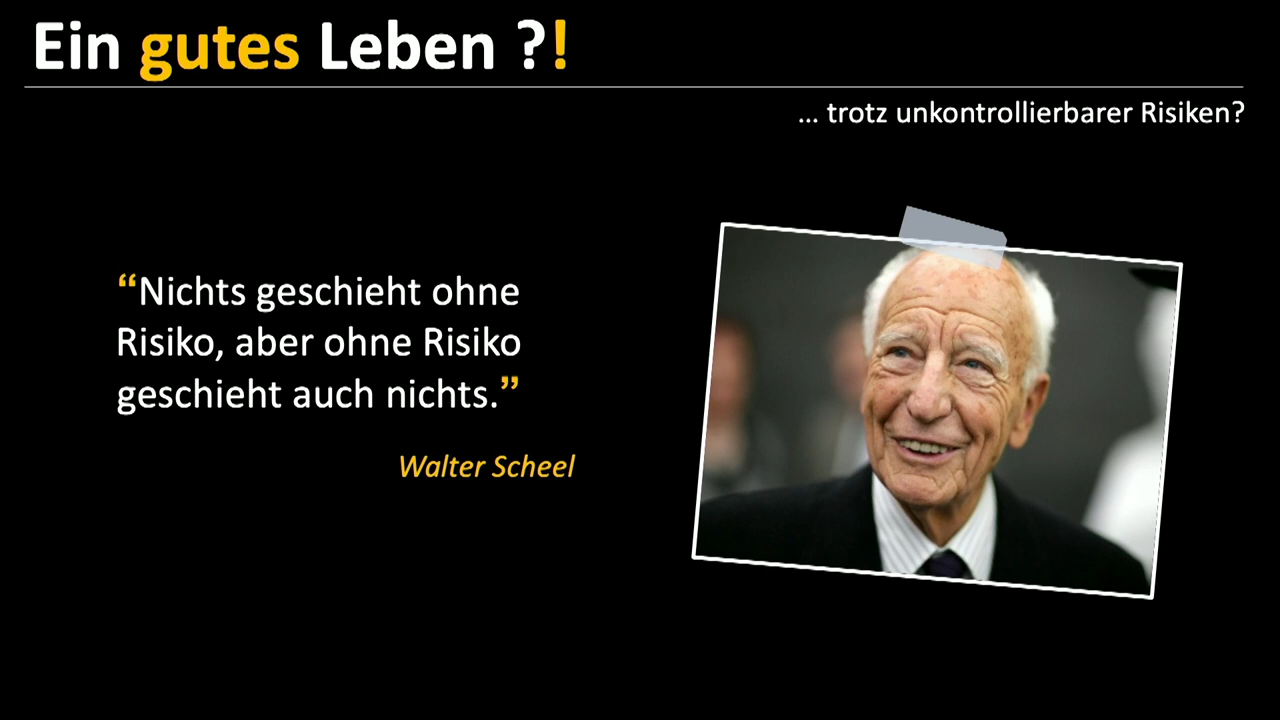 Ein gutes Leben ?!
... trotz unkontrollierbarer Risiken?
“Nichts geschieht ohne
Risiko, aber ohne Risiko
geschieht auch nichts.”
Walter Scheel